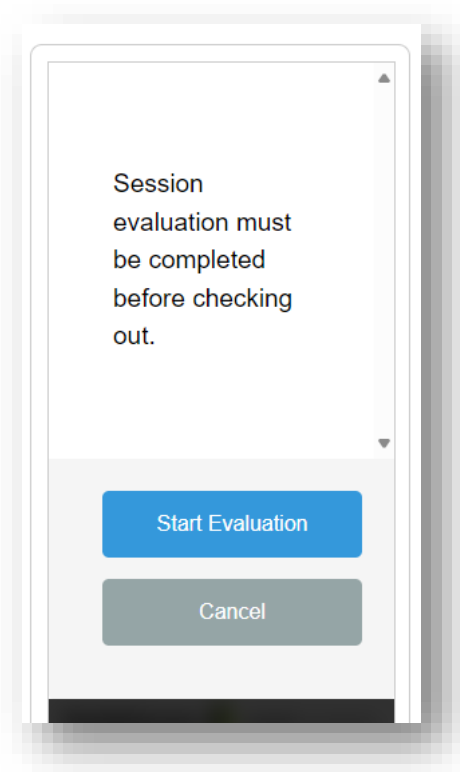 Session
evaluation must
be completed
before checking
out.
Start Evaluation
Cancel